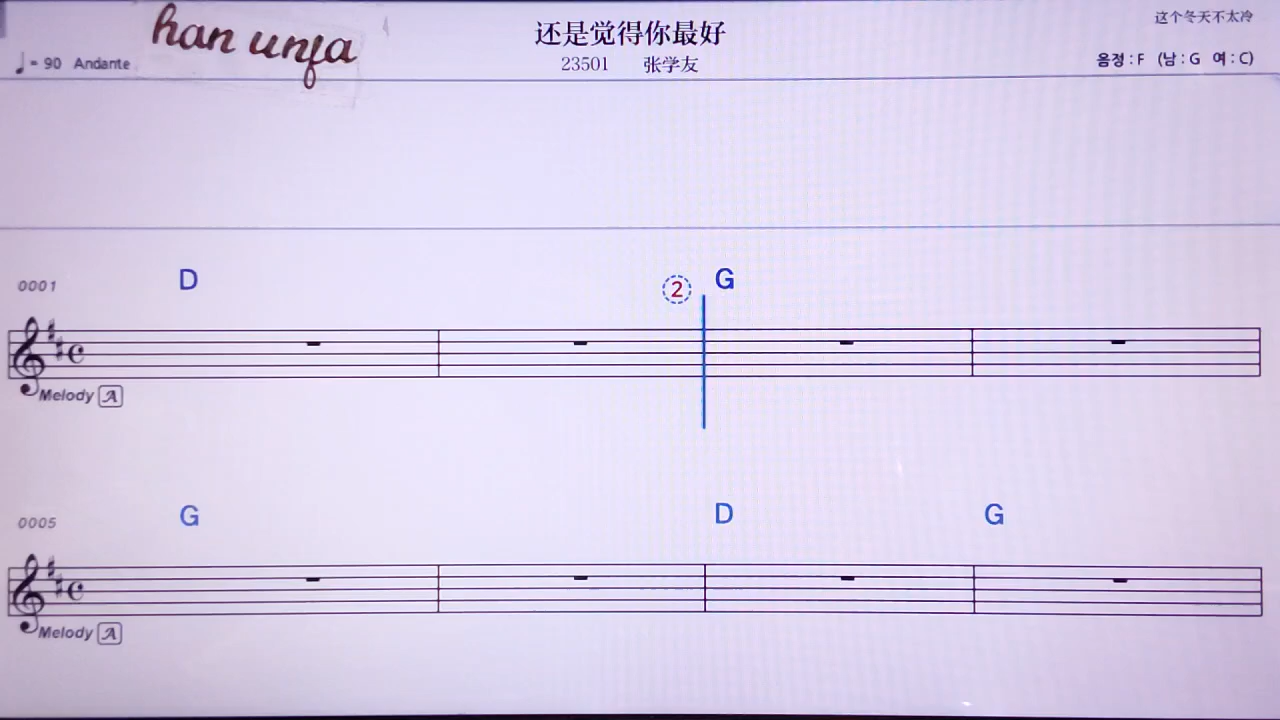 han unfa
还是觉得你最好
这个冬天不太冷
♩= 90 Andante
23501 张学友
음정 : F (남 : G 여 : C)
0001 D ② G
Melody A
0005 G D G
Melody A